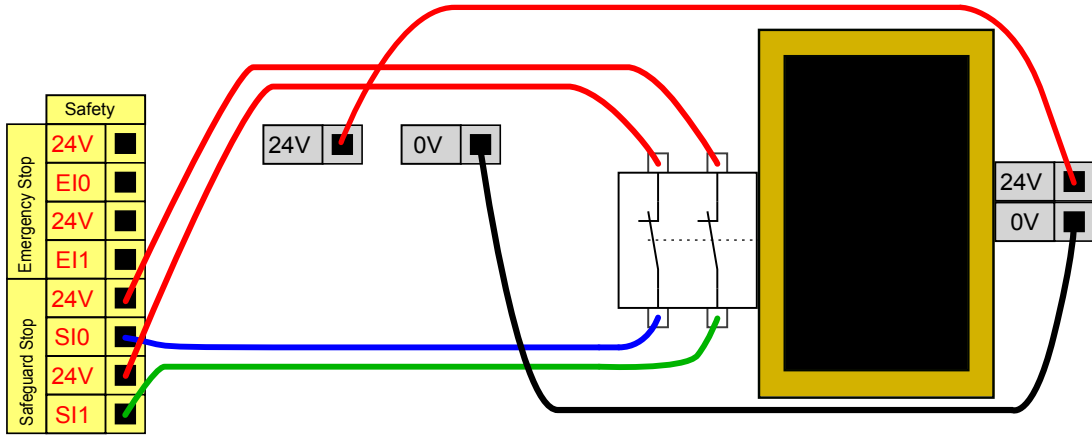 Safety
Emergency Stop
24V
EI0
24V
EI1
Safeguard Stop
24V
SI0
24V
SI1
24V
0V
24V
0V